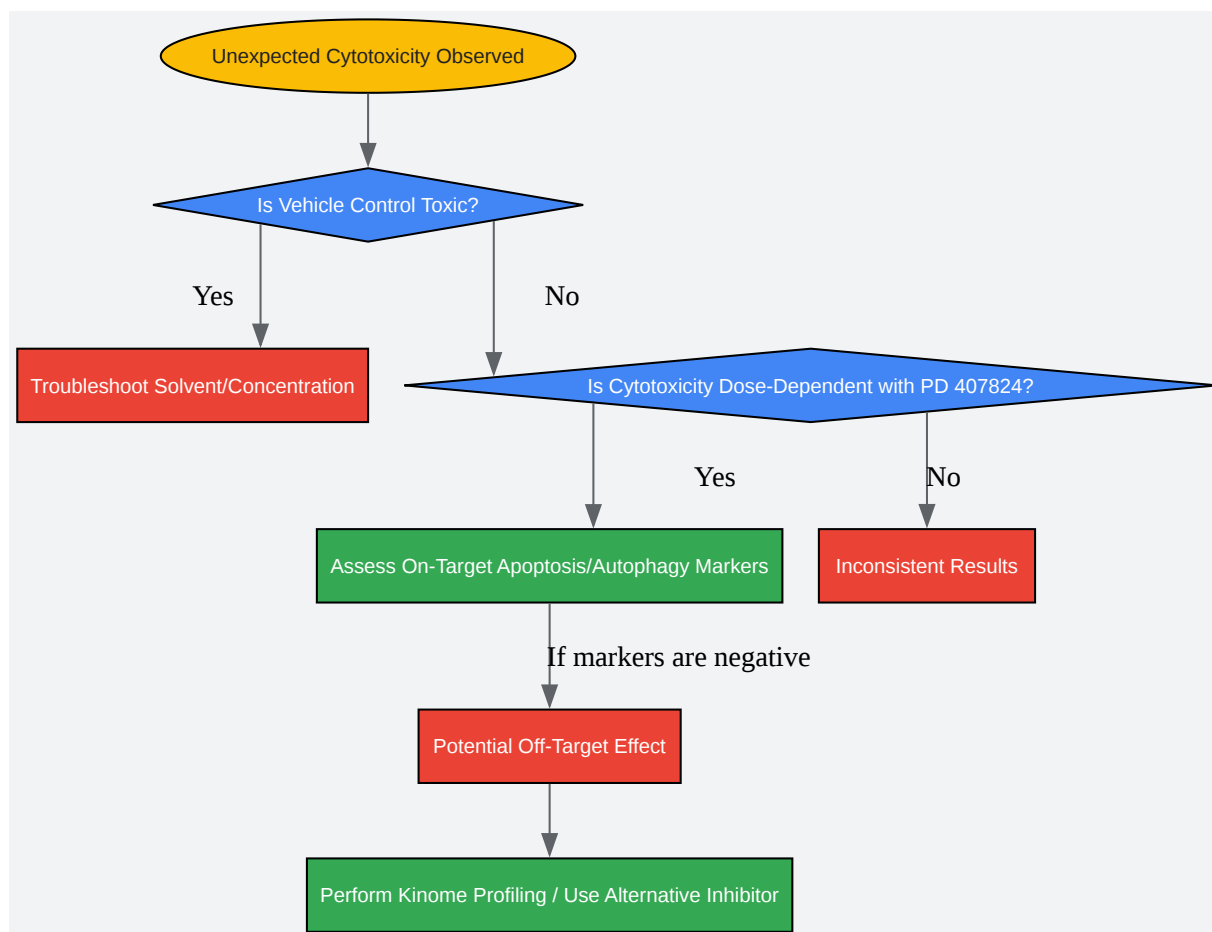 Unexpected Cytotoxicity Observed
Is Vehicle Control Toxic?
Yes
No
Troubleshoot Solvent/Concentration
Is Cytotoxicity Dose-Dependent with PD 407824?
Yes
No
Assess On-Target Apoptosis/Autophagy Markers
Inconsistent Results
If markers are negative
Potential Off-Target Effect
Perform Kinome Profiling / Use Alternative Inhibitor